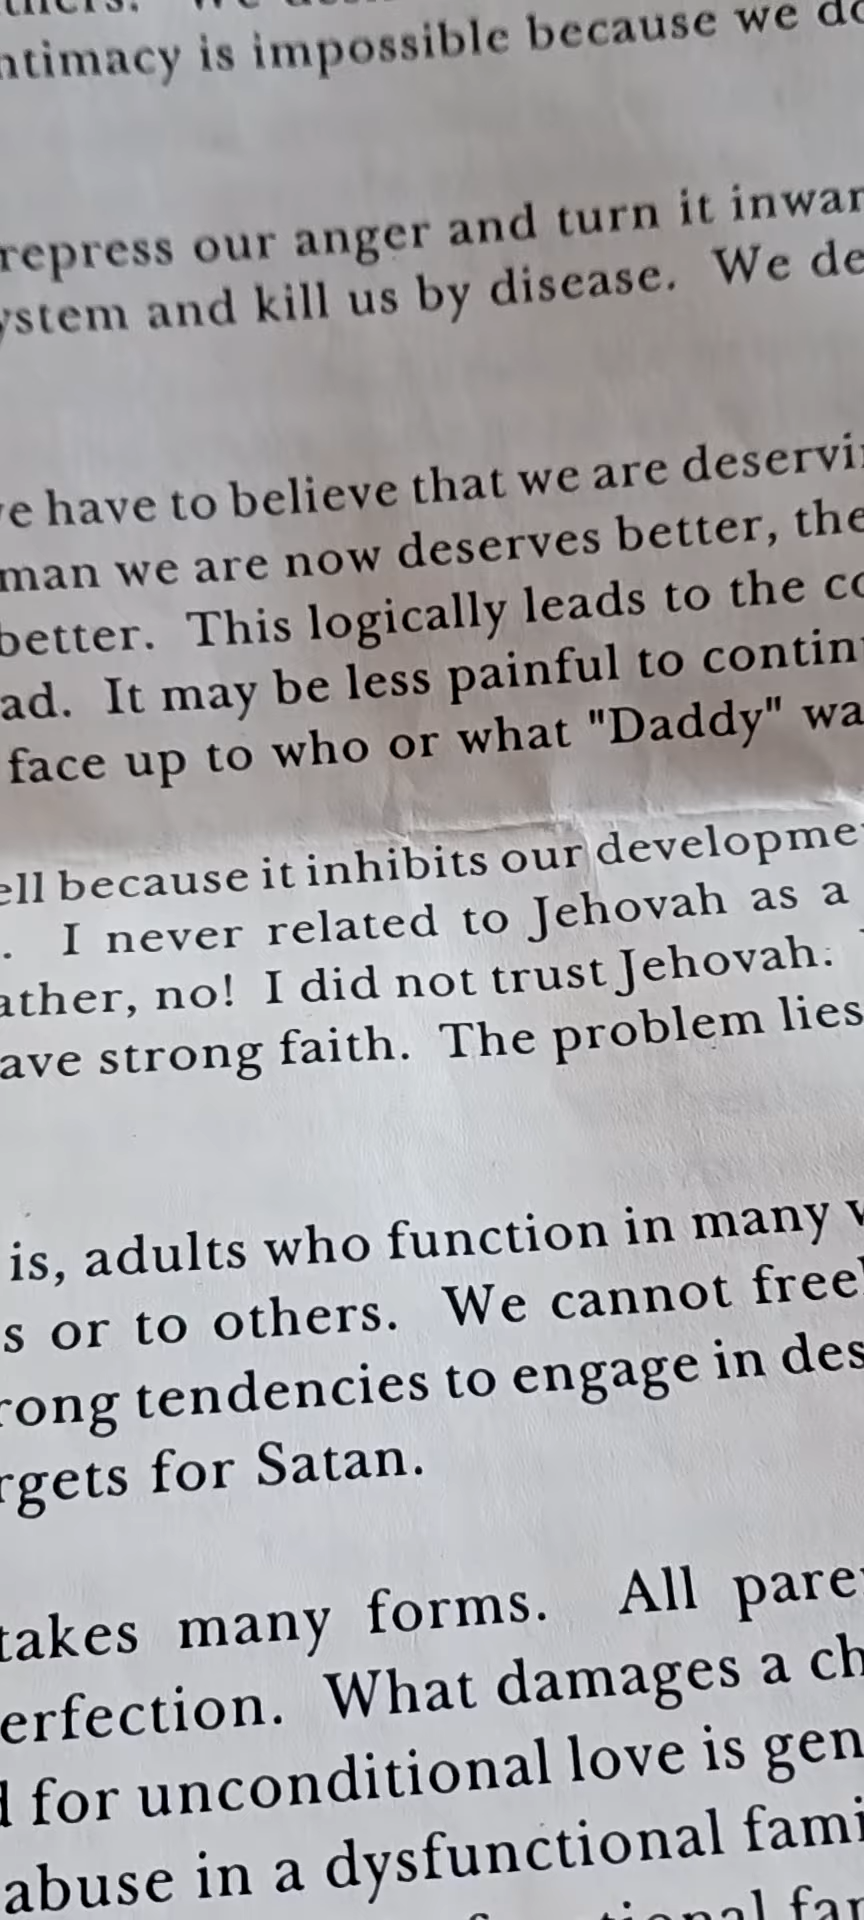 We
ntimacy is impossible because we do
repress our anger and turn it inwar
ystem and kill us by disease. We de
e have to believe that we are deservi
man we are now deserves better, the
better. This logically leads to the co
ad. It may be less painful to contin
face up to who or what "Daddy" wa
ell because it inhibits our developme
. I never related to Jehovah as a
ather, no! I did not trust Jehovah.
ave strong faith. The problem lies
is, adults who function in many
s or to others. We cannot free
rong tendencies to engage in des
rgets for Satan.
takes many forms. All pare
erfection. What damages a ch
d for unconditional love is gen
abuse in a dysfunctional fami